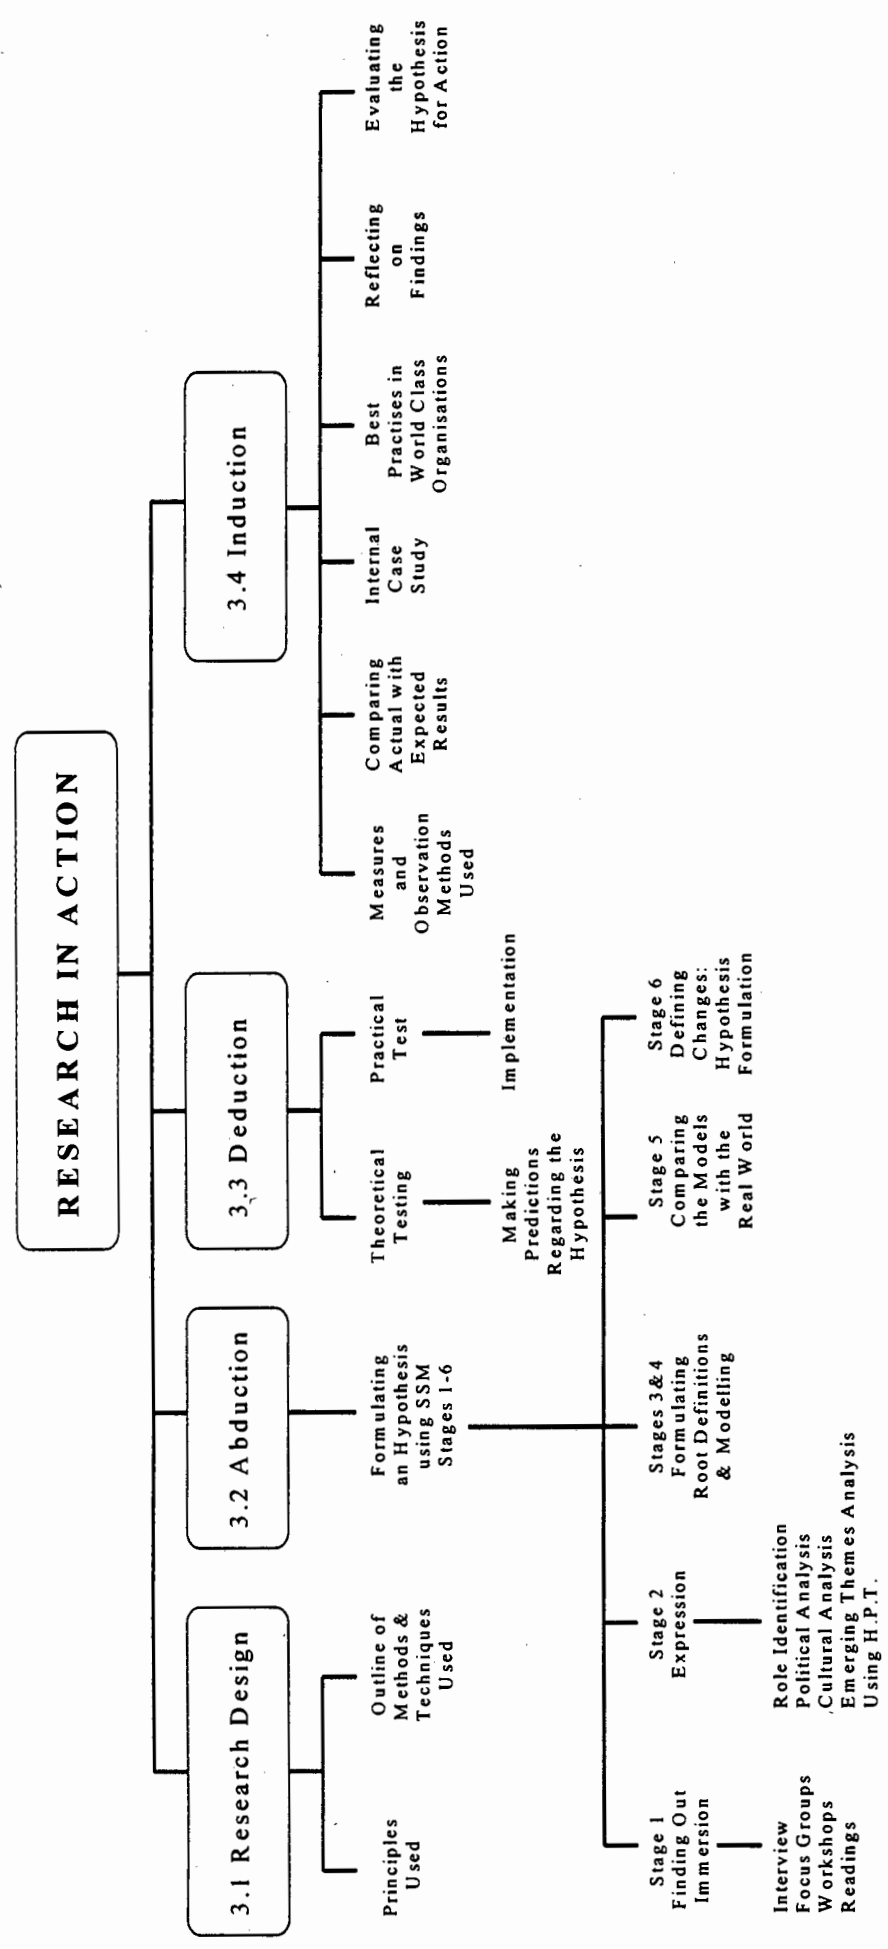 RESEARCH IN ACTION
3.1 Research Design
3.2 Abduction
3.3 Deduction
3.4 Induction
Principles
Used
Outline of
Methods &
Techniques
Used
Formulating
an Hypothesis
using SSM
Stages 1-6
Theoretical
Testing
Practical
Test
Measures
and
Observation
Methods
Used
Comparing
Actual with
Expected
Results
Internal
Case
Study
Best
Practises in
World Class
Organisations
Reflecting
on
Findings
Evaluating
the
Hypothesis
for Action
Making
Predictions
Regarding the
Hypothesis
Implementation
Stage 1
Finding Out
Immersion
Stage 2
Expression
Stages 3&4
Formulating
Root Definitions
& Modelling
Stage 5
Comparing
the Models
with the
Real World
Stage 6
Defining
Changes:
Hypothesis
Formulation
Interview
Focus Groups
Workshops
Readings
Role Identification
Political Analysis
Cultural Analysis
Emerging Themes Analysis
Using H.P.T.